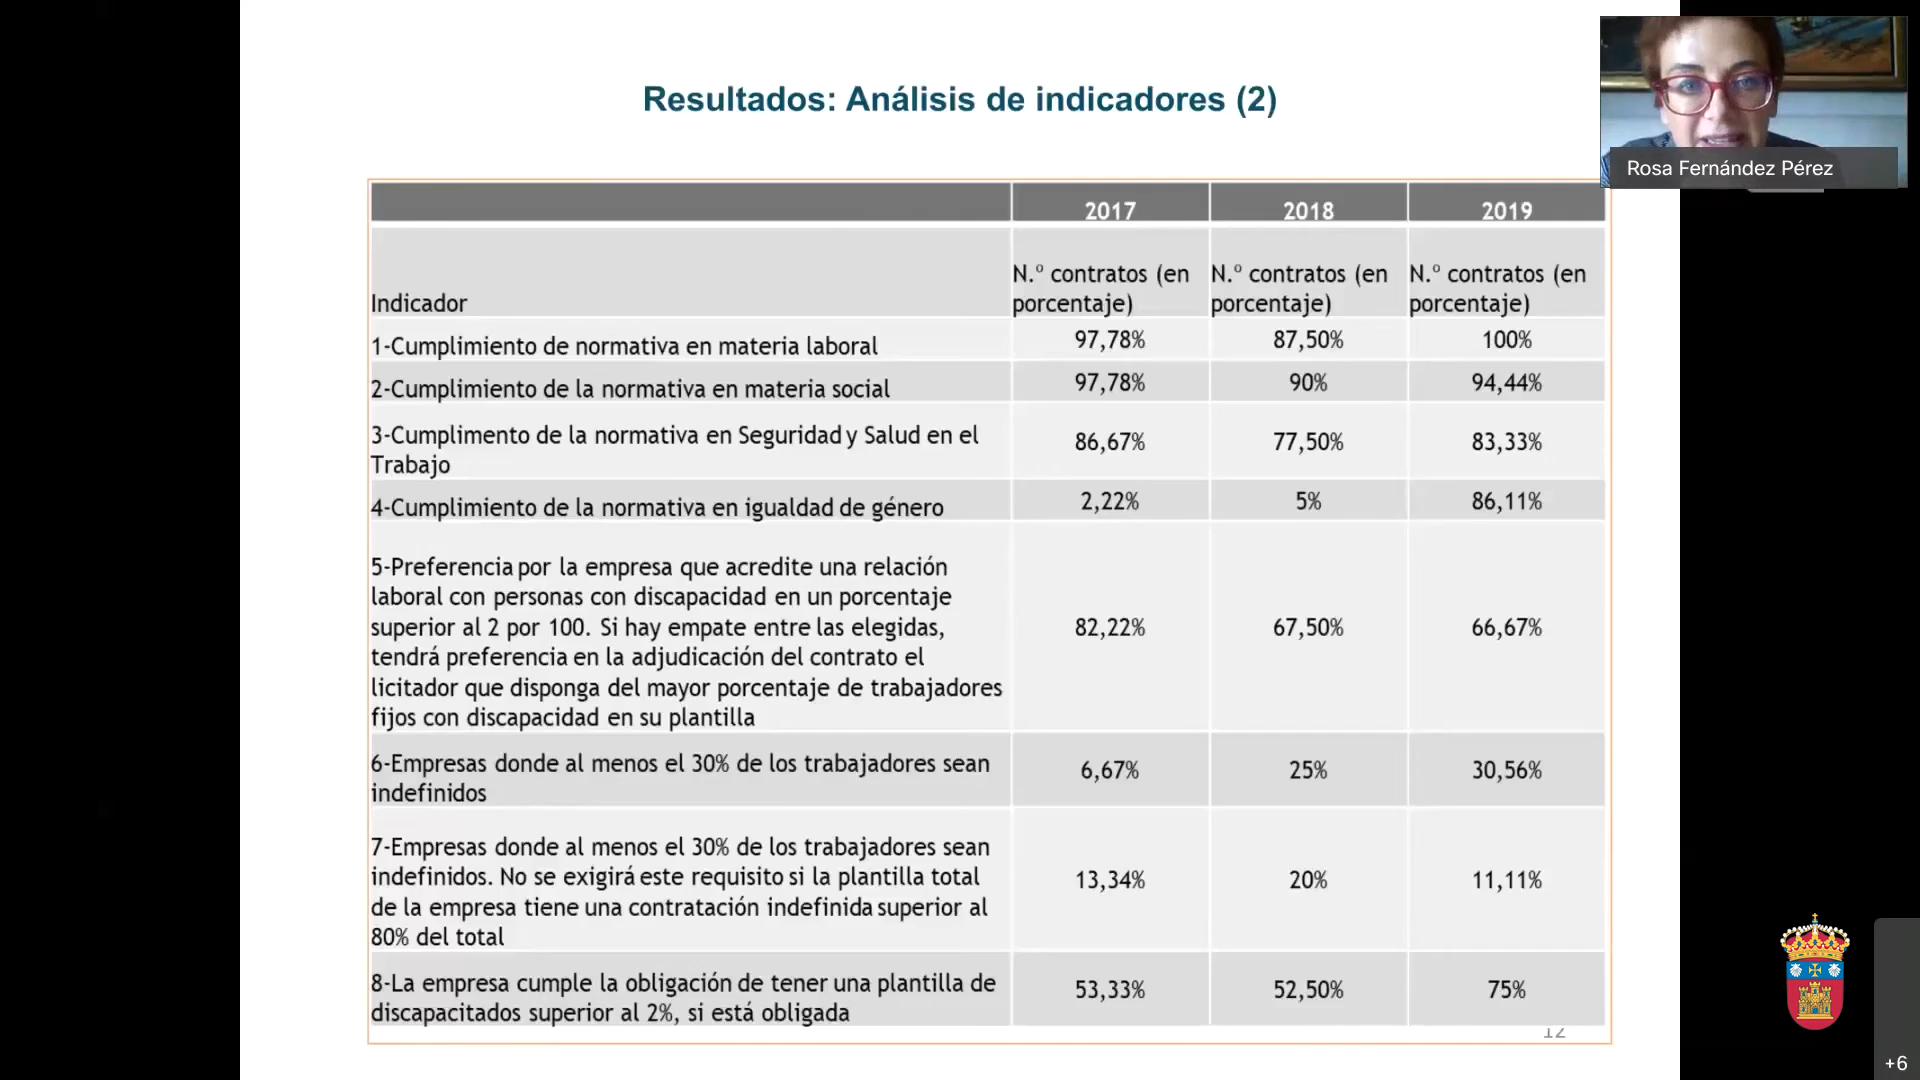 Resultados: Análisis de indicadores (2)
Rosa Fernández Pérez
2017 2018 2019
Indicador
N.º contratos (en
porcentaje)
N.º contratos (en
porcentaje)
N.º contratos (en
porcentaje)
1-Cumplimiento de normativa en materia laboral
97,78% 87,50% 100%
2-Cumplimiento de la normativa en materia social
97,78% 90% 94,44%
3-Cumplimento de la normativa en Seguridad y Salud en el
Trabajo
86,67% 77,50% 83,33%
4-Cumplimiento de la normativa en igualdad de género
2,22% 5% 86,11%
5-Preferencia por la empresa que acredite una relación
laboral con personas con discapacidad en un porcentaje
superior al 2 por 100. Si hay empate entre las elegidas,
tendrá preferencia en la adjudicación del contrato el
licitador que disponga del mayor porcentaje de trabajadores
fijos con discapacidad en su plantilla
82,22% 67,50% 66,67%
6-Empresas donde al menos el 30% de los trabajadores sean
indefinidos
6,67% 25% 30,56%
7-Empresas donde al menos el 30% de los trabajadores sean
indefinidos. No se exigirá este requisito si la plantilla total
de la empresa tiene una contratación indefinida superior al
80% del total
13,34% 20% 11,11%
8-La empresa cumple la obligación de tener una plantilla de
discapacitados superior al 2%, si está obligada
53,33% 52,50% 75%
12
+6